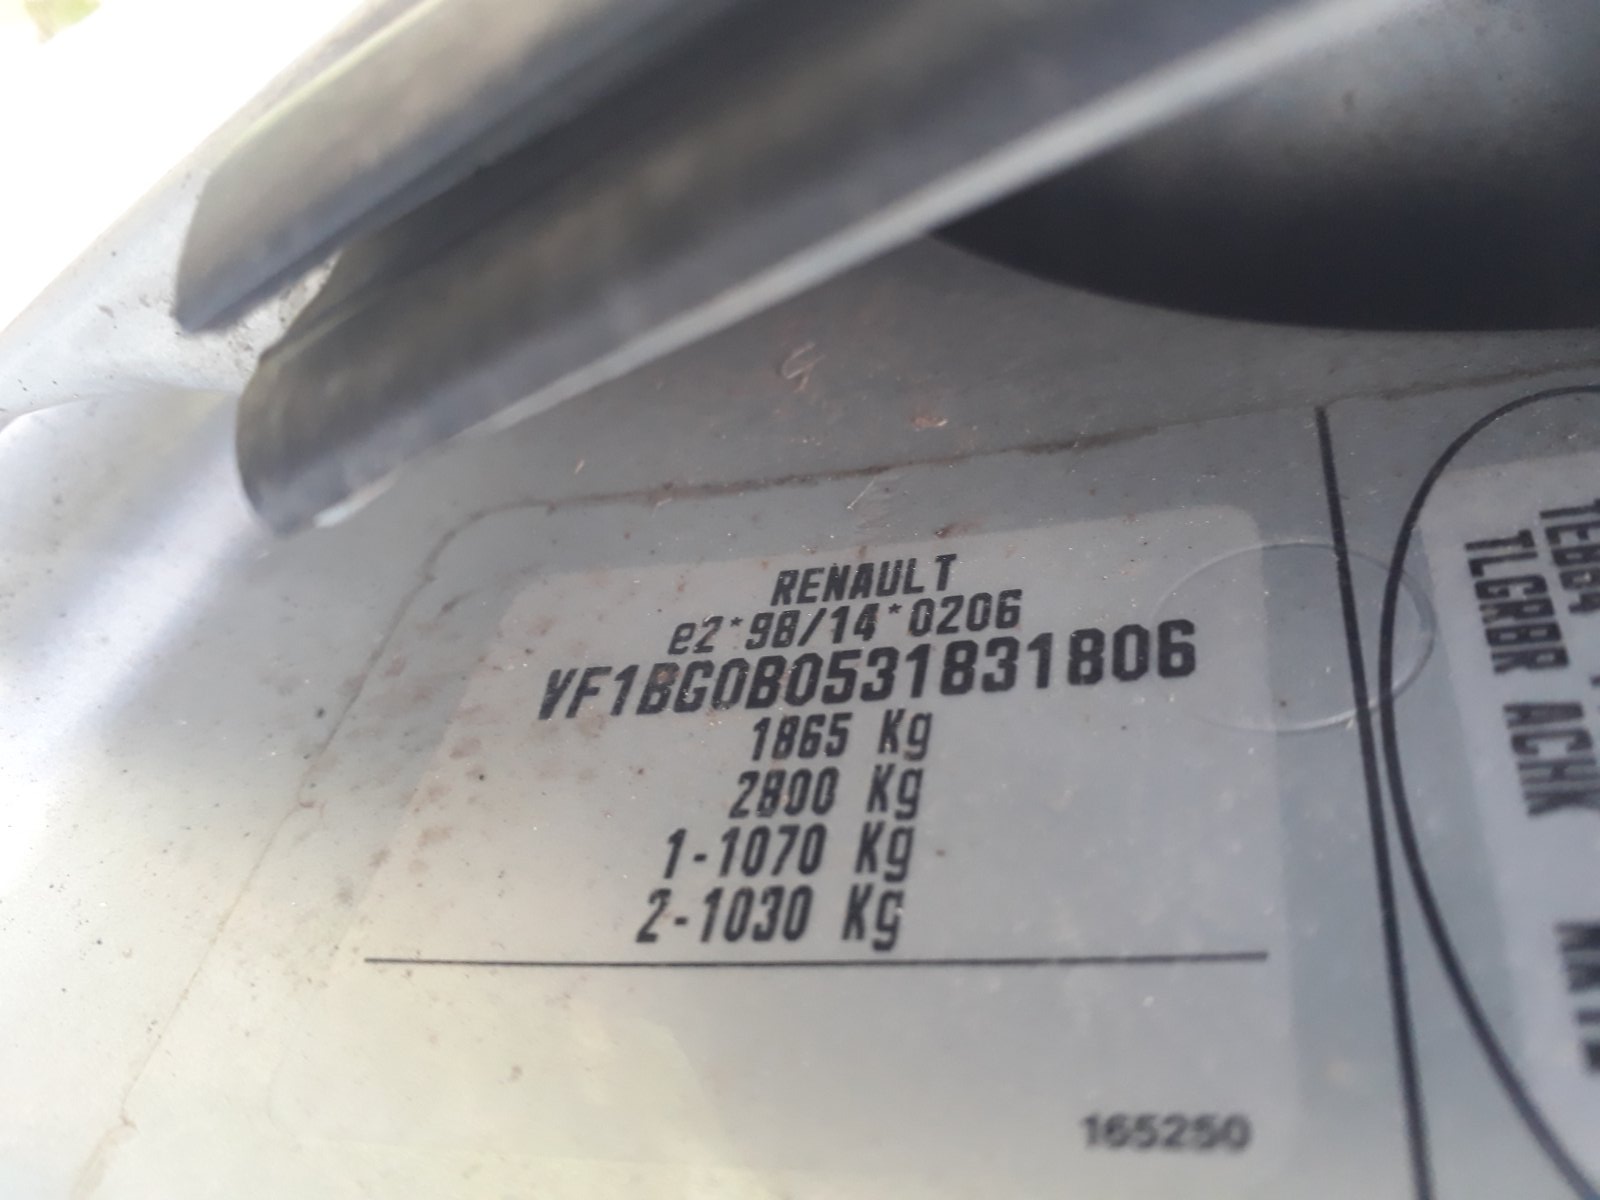 RENAULT
e2*98/14*0206
VF1BG0B0531831806
1865 Kg
2800 Kg
1-1070 Kg
2-1030 Kg
165250
TLGRBR ACHK